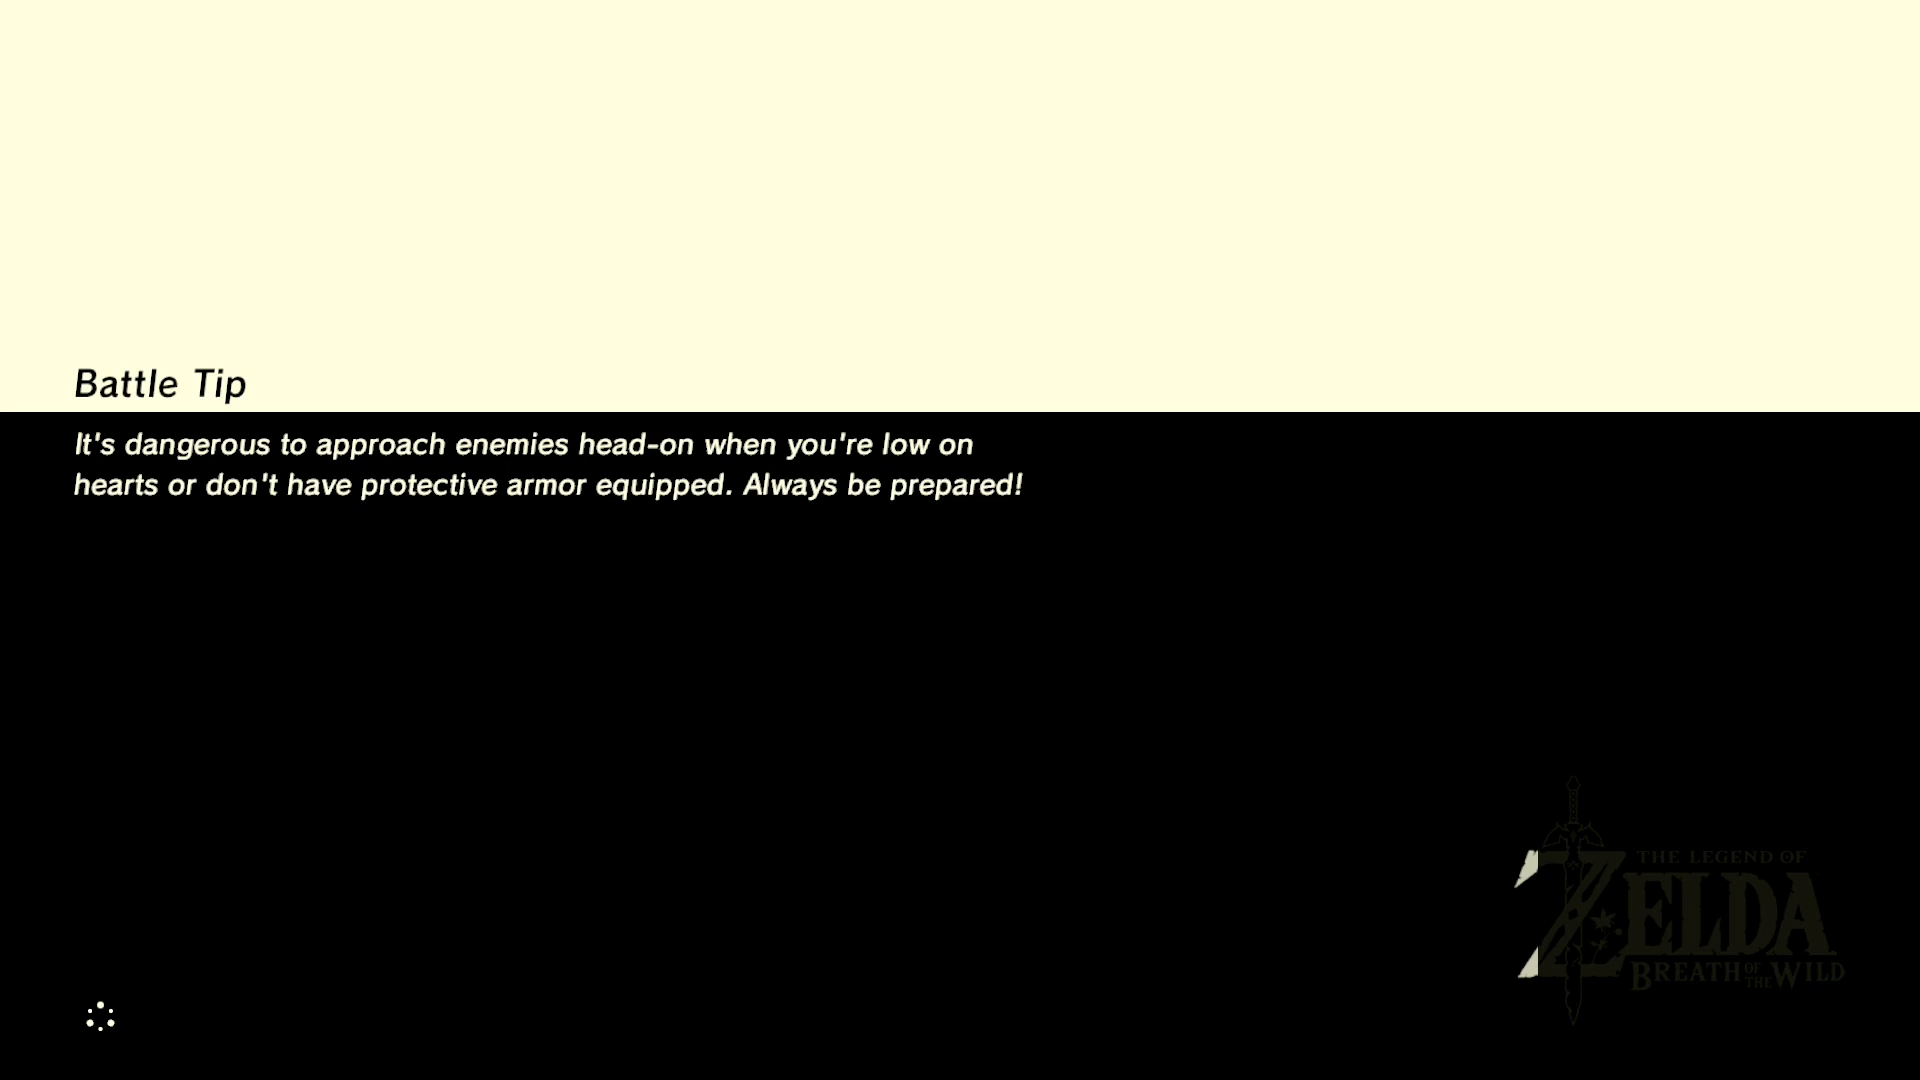 Battle Tip
It's dangerous to approach enemies head-on when you're low on
hearts or don't have protective armor equipped. Always be prepared!
THE LEGEND OF
ZELDA
BREATH OF THE WILD